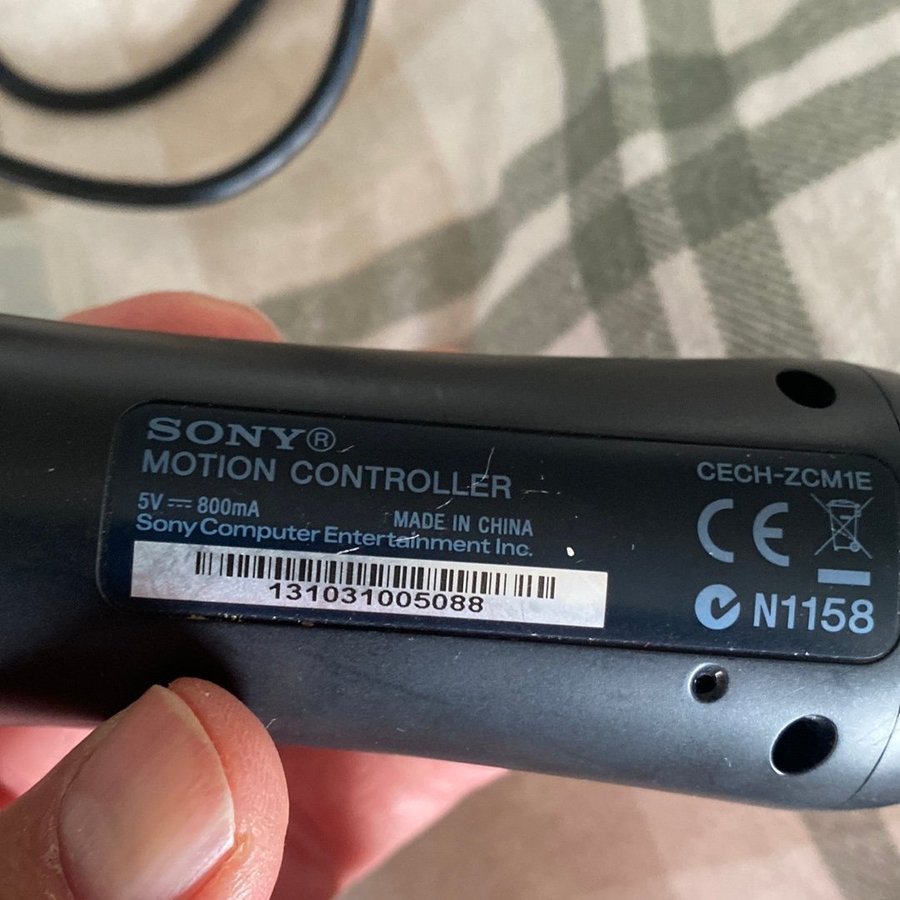 SONY®
MOTION CONTROLLER
5V ⎓ 800mA
MADE IN CHINA
Sony Computer Entertainment Inc.
131031005088
CECH-ZCM1E
CE
N1158